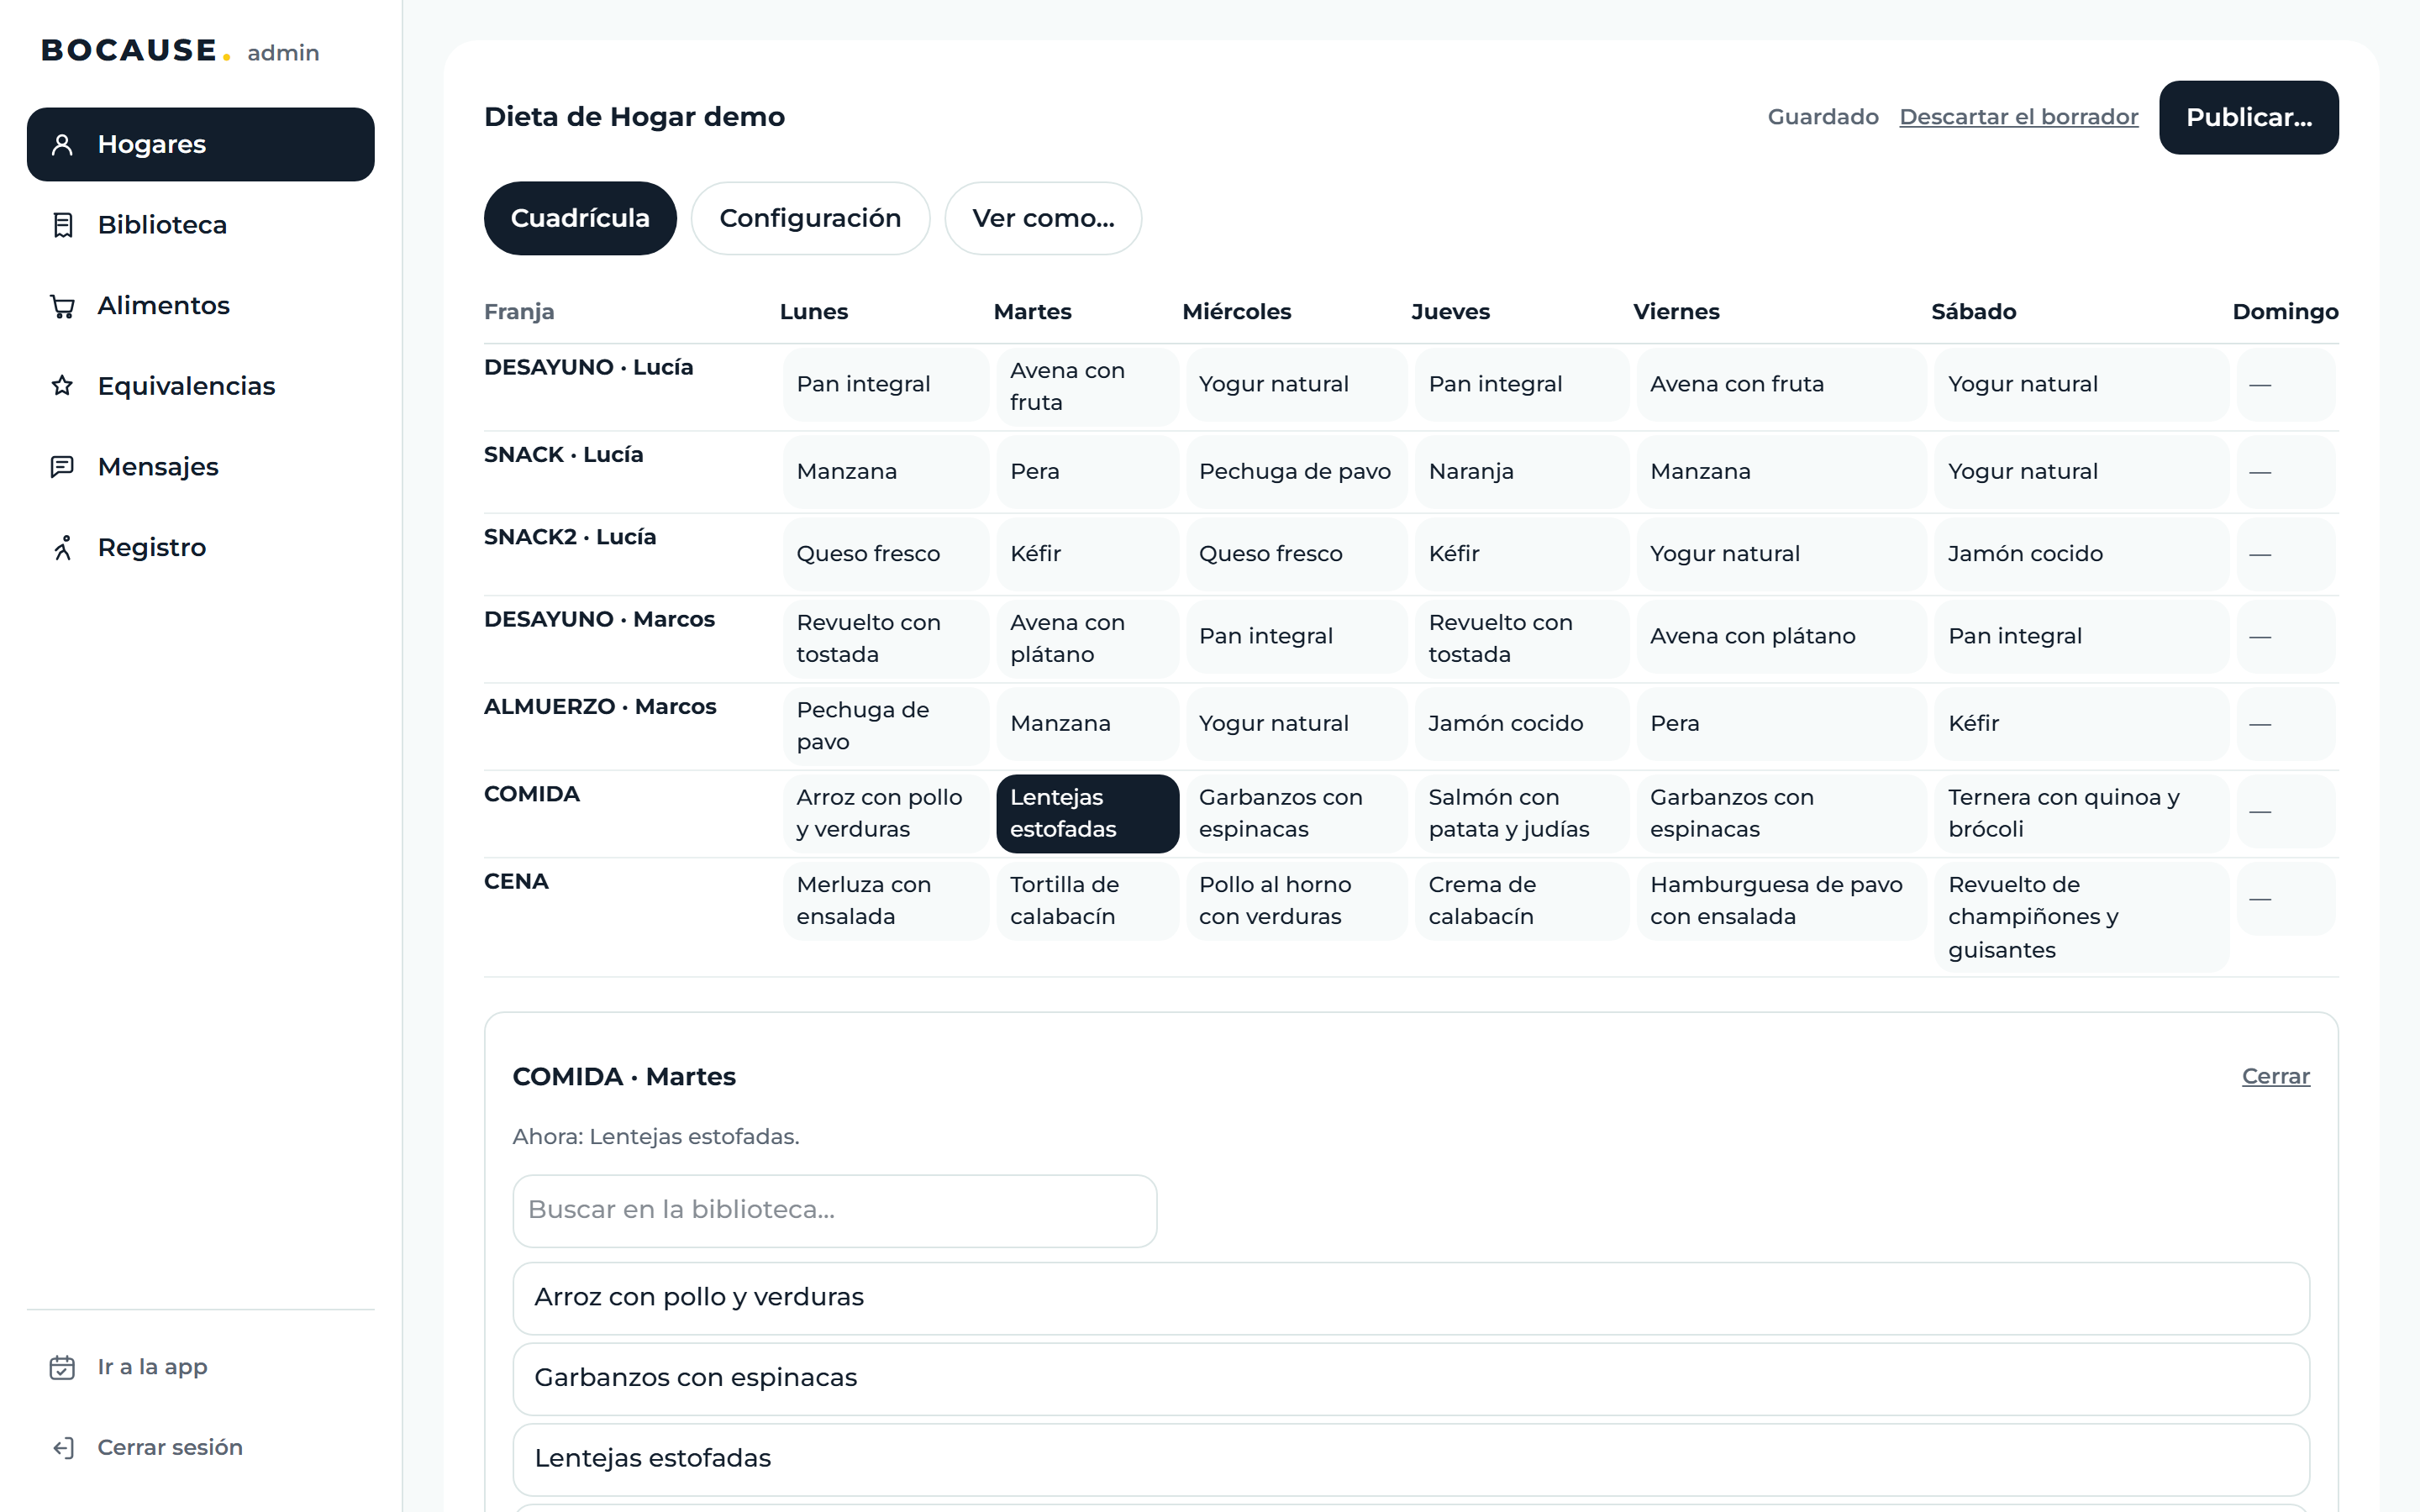 BOCAUSE. admin
Hogares
Biblioteca
Alimentos
Equivalencias
Mensajes
Registro
Ir a la app
Cerrar sesión
Dieta de Hogar demo
Guardado Descartar el borrador Publicar...
Cuadrícula Configuración Ver como...
Franja Lunes Martes Miércoles Jueves Viernes Sábado Domingo
DESAYUNO · Lucía
Pan integral
Avena con
fruta
Yogur natural
Pan integral
Avena con fruta
Yogur natural
—
SNACK · Lucía
Manzana
Pera
Pechuga de pavo
Naranja
Manzana
Yogur natural
—
SNACK2 · Lucía
Queso fresco
Kéfir
Queso fresco
Kéfir
Yogur natural
Jamón cocido
—
DESAYUNO · Marcos
Revuelto con
tostada
Avena con
plátano
Pan integral
Revuelto con
tostada
Avena con plátano
Pan integral
—
ALMUERZO · Marcos
Pechuga de
pavo
Manzana
Yogur natural
Jamón cocido
Pera
Kéfir
—
COMIDA
Arroz con pollo
y verduras
Lentejas
estofadas
Garbanzos con
espinacas
Salmón con
patata y judías
Garbanzos con
espinacas
Ternera con quinoa y
brócoli
—
CENA
Merluza con
ensalada
Tortilla de
calabacín
Pollo al horno
con verduras
Crema de
calabacín
Hamburguesa de pavo
con ensalada
Revuelto de
champiñones y
guisantes
—
COMIDA · Martes
Cerrar
Ahora: Lentejas estofadas.
Buscar en la biblioteca...
Arroz con pollo y verduras
Garbanzos con espinacas
Lentejas estofadas